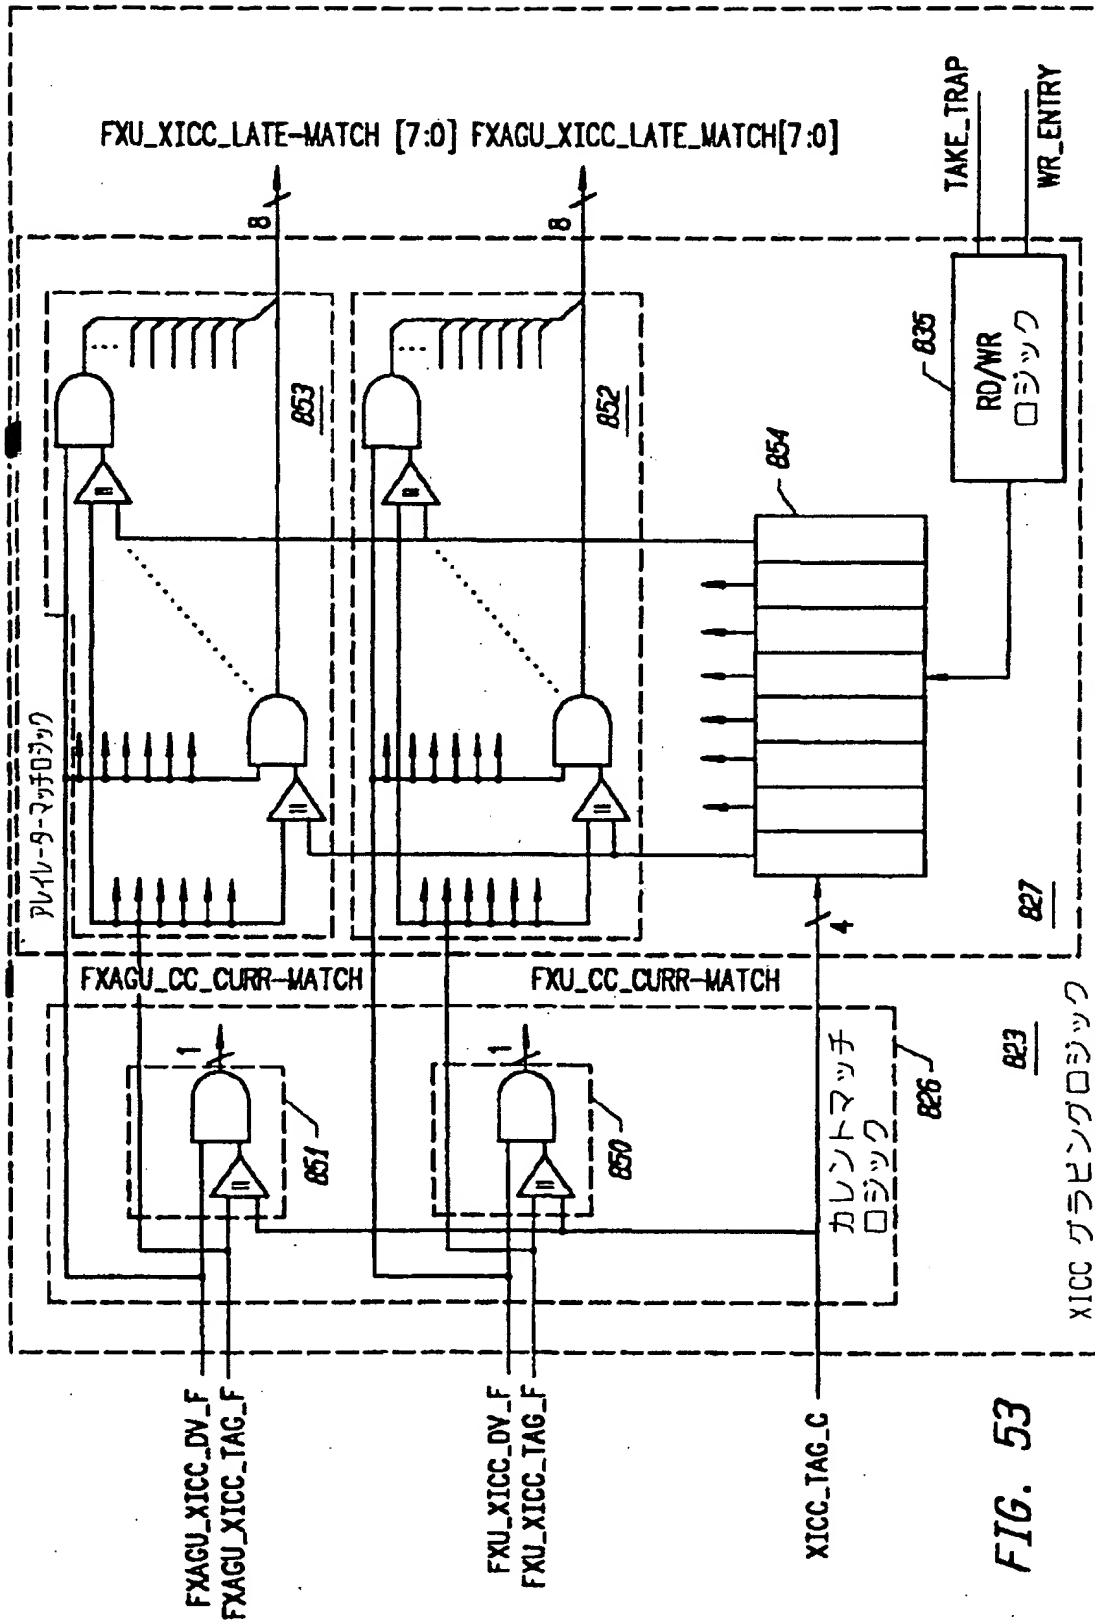 FXAGU_XICC_DV_F
FXAGU_XICC_TAG_F
FXU_XICC_DV_F
FXU_XICC_TAG_F
XICC_TAG_C
FIG. 53
1
851
1
850
カレントマッチ
ロジック
826
FXAGU_CC_CURR-MATCH
FXU_CC_CURR-MATCH
XICC グラビングロジック
823
アレイレーターマッチロジック
=
=
=
=
=
=
853
852
4
854
827
RD/WR
ロジック
835
8
8
FXU_XICC_LATE-MATCH [7:0]
FXAGU_XICC_LATE_MATCH[7:0]
TAKE_TRAP
WR_ENTRY